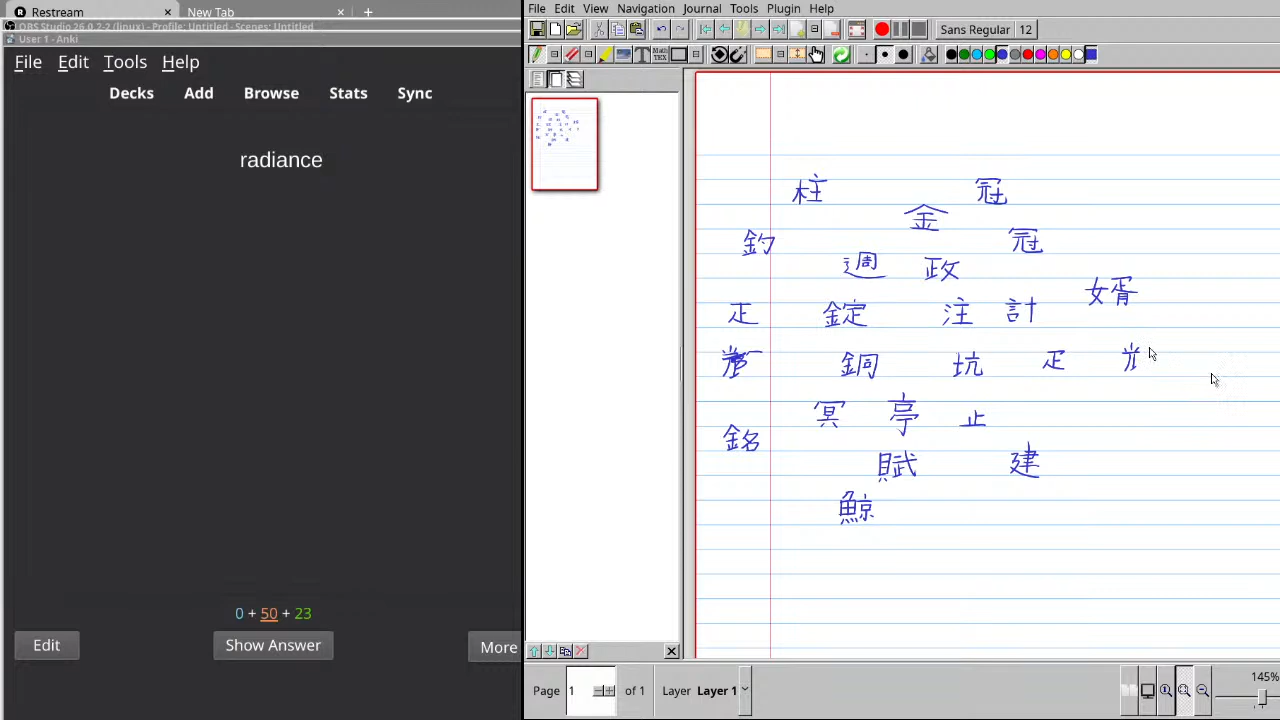 Restream
New Tab
OBS Studio 26.0.2-2 (linux) - Profile: Untitled - Scenes: Untitled
User 1 - Anki
File Edit Tools Help
Decks Add Browse Stats Sync
radiance
0 + 50 + 23
Edit
Show Answer
More
File Edit View Navigation Journal Tools Plugin Help
Sans Regular 12
柱 冠
金
釣 冠
週 政
婿
疋 錠 注 計
銅 坑 疋
冥 亭 止
銘
賦 建
鯨
Page 1 of 1 Layer Layer 1
145%